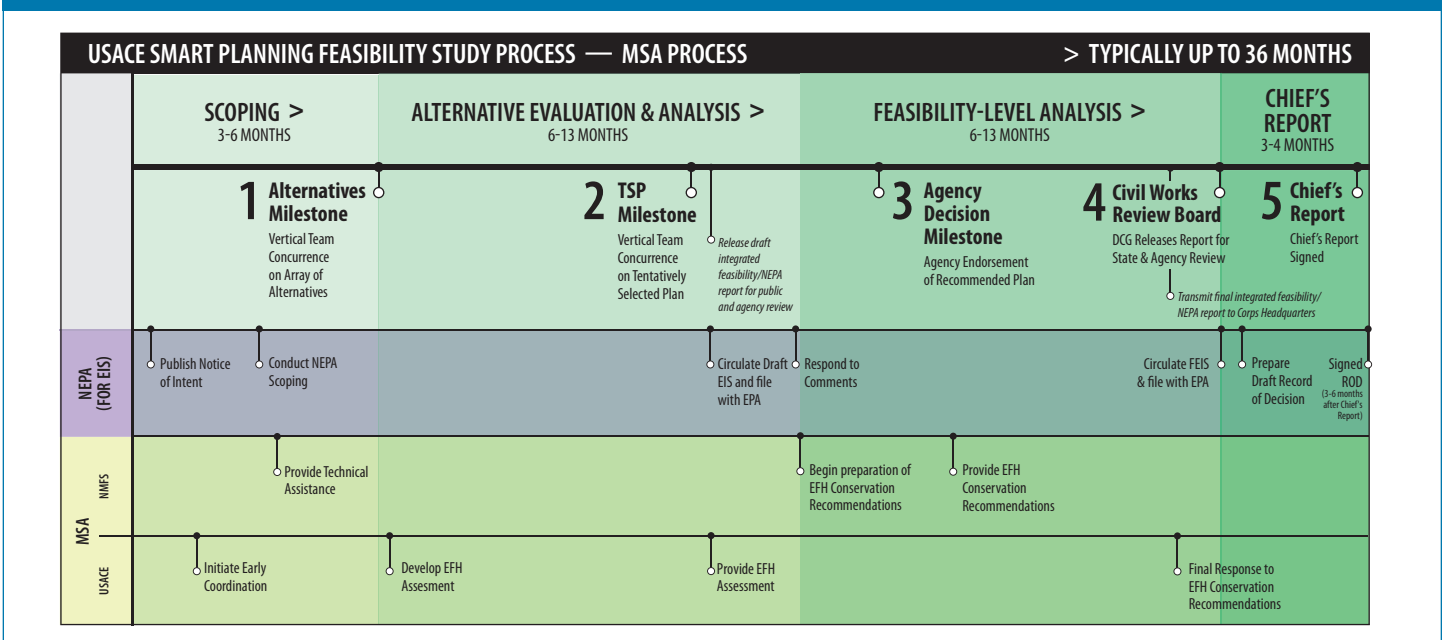 USACE SMART PLANNING FEASIBILITY STUDY PROCESS — MSA PROCESS
> TYPICALLY UP TO 36 MONTHS
SCOPING >
3-6 MONTHS
ALTERNATIVE EVALUATION & ANALYSIS >
6-13 MONTHS
FEASIBILITY-LEVEL ANALYSIS >
6-13 MONTHS
CHIEF'S
REPORT
3-4 MONTHS
1 Alternatives
Milestone
Vertical Team
Concurrence
on Array of
Alternatives
2 TSP
Milestone
Vertical Team
Concurrence
on Tentatively
Selected Plan
Release draft
integrated
feasibility/NEPA
report for public
and agency review
3 Agency
Decision
Milestone
Agency Endorsement
of Recommended Plan
4 Civil Works
Review Board
DCG Releases Report for
State & Agency Review
Transmit final integrated feasibility/
NEPA report to Corps Headquarters
5 Chief's
Report
Chief's Report
Signed
NEPA
(FOR EIS)
Publish Notice
of Intent
Conduct NEPA
Scoping
Circulate Draft
EIS and file
with EPA
Respond to
Comments
Circulate FEIS
& file with EPA
Prepare
Draft Record
of Decision
Signed
ROD
(3-6 months
after Chief's
Report)
MSA
NMFS
Provide Technical
Assistance
Begin preparation of
EFH Conservation
Recommendations
Provide EFH
Conservation
Recommendations
USACE
Initiate Early
Coordination
Develop EFH
Assesment
Provide EFH
Assessment
Final Response to
EFH Conservation
Recommendations